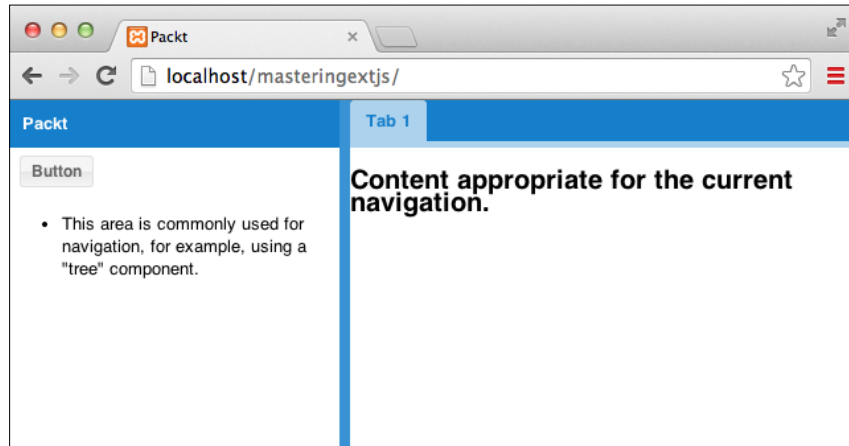 Packt
localhost/masteringextjs/
Packt
Tab 1
Button
Content appropriate for the current
navigation.
• This area is commonly used for
navigation, for example, using a
"tree" component.